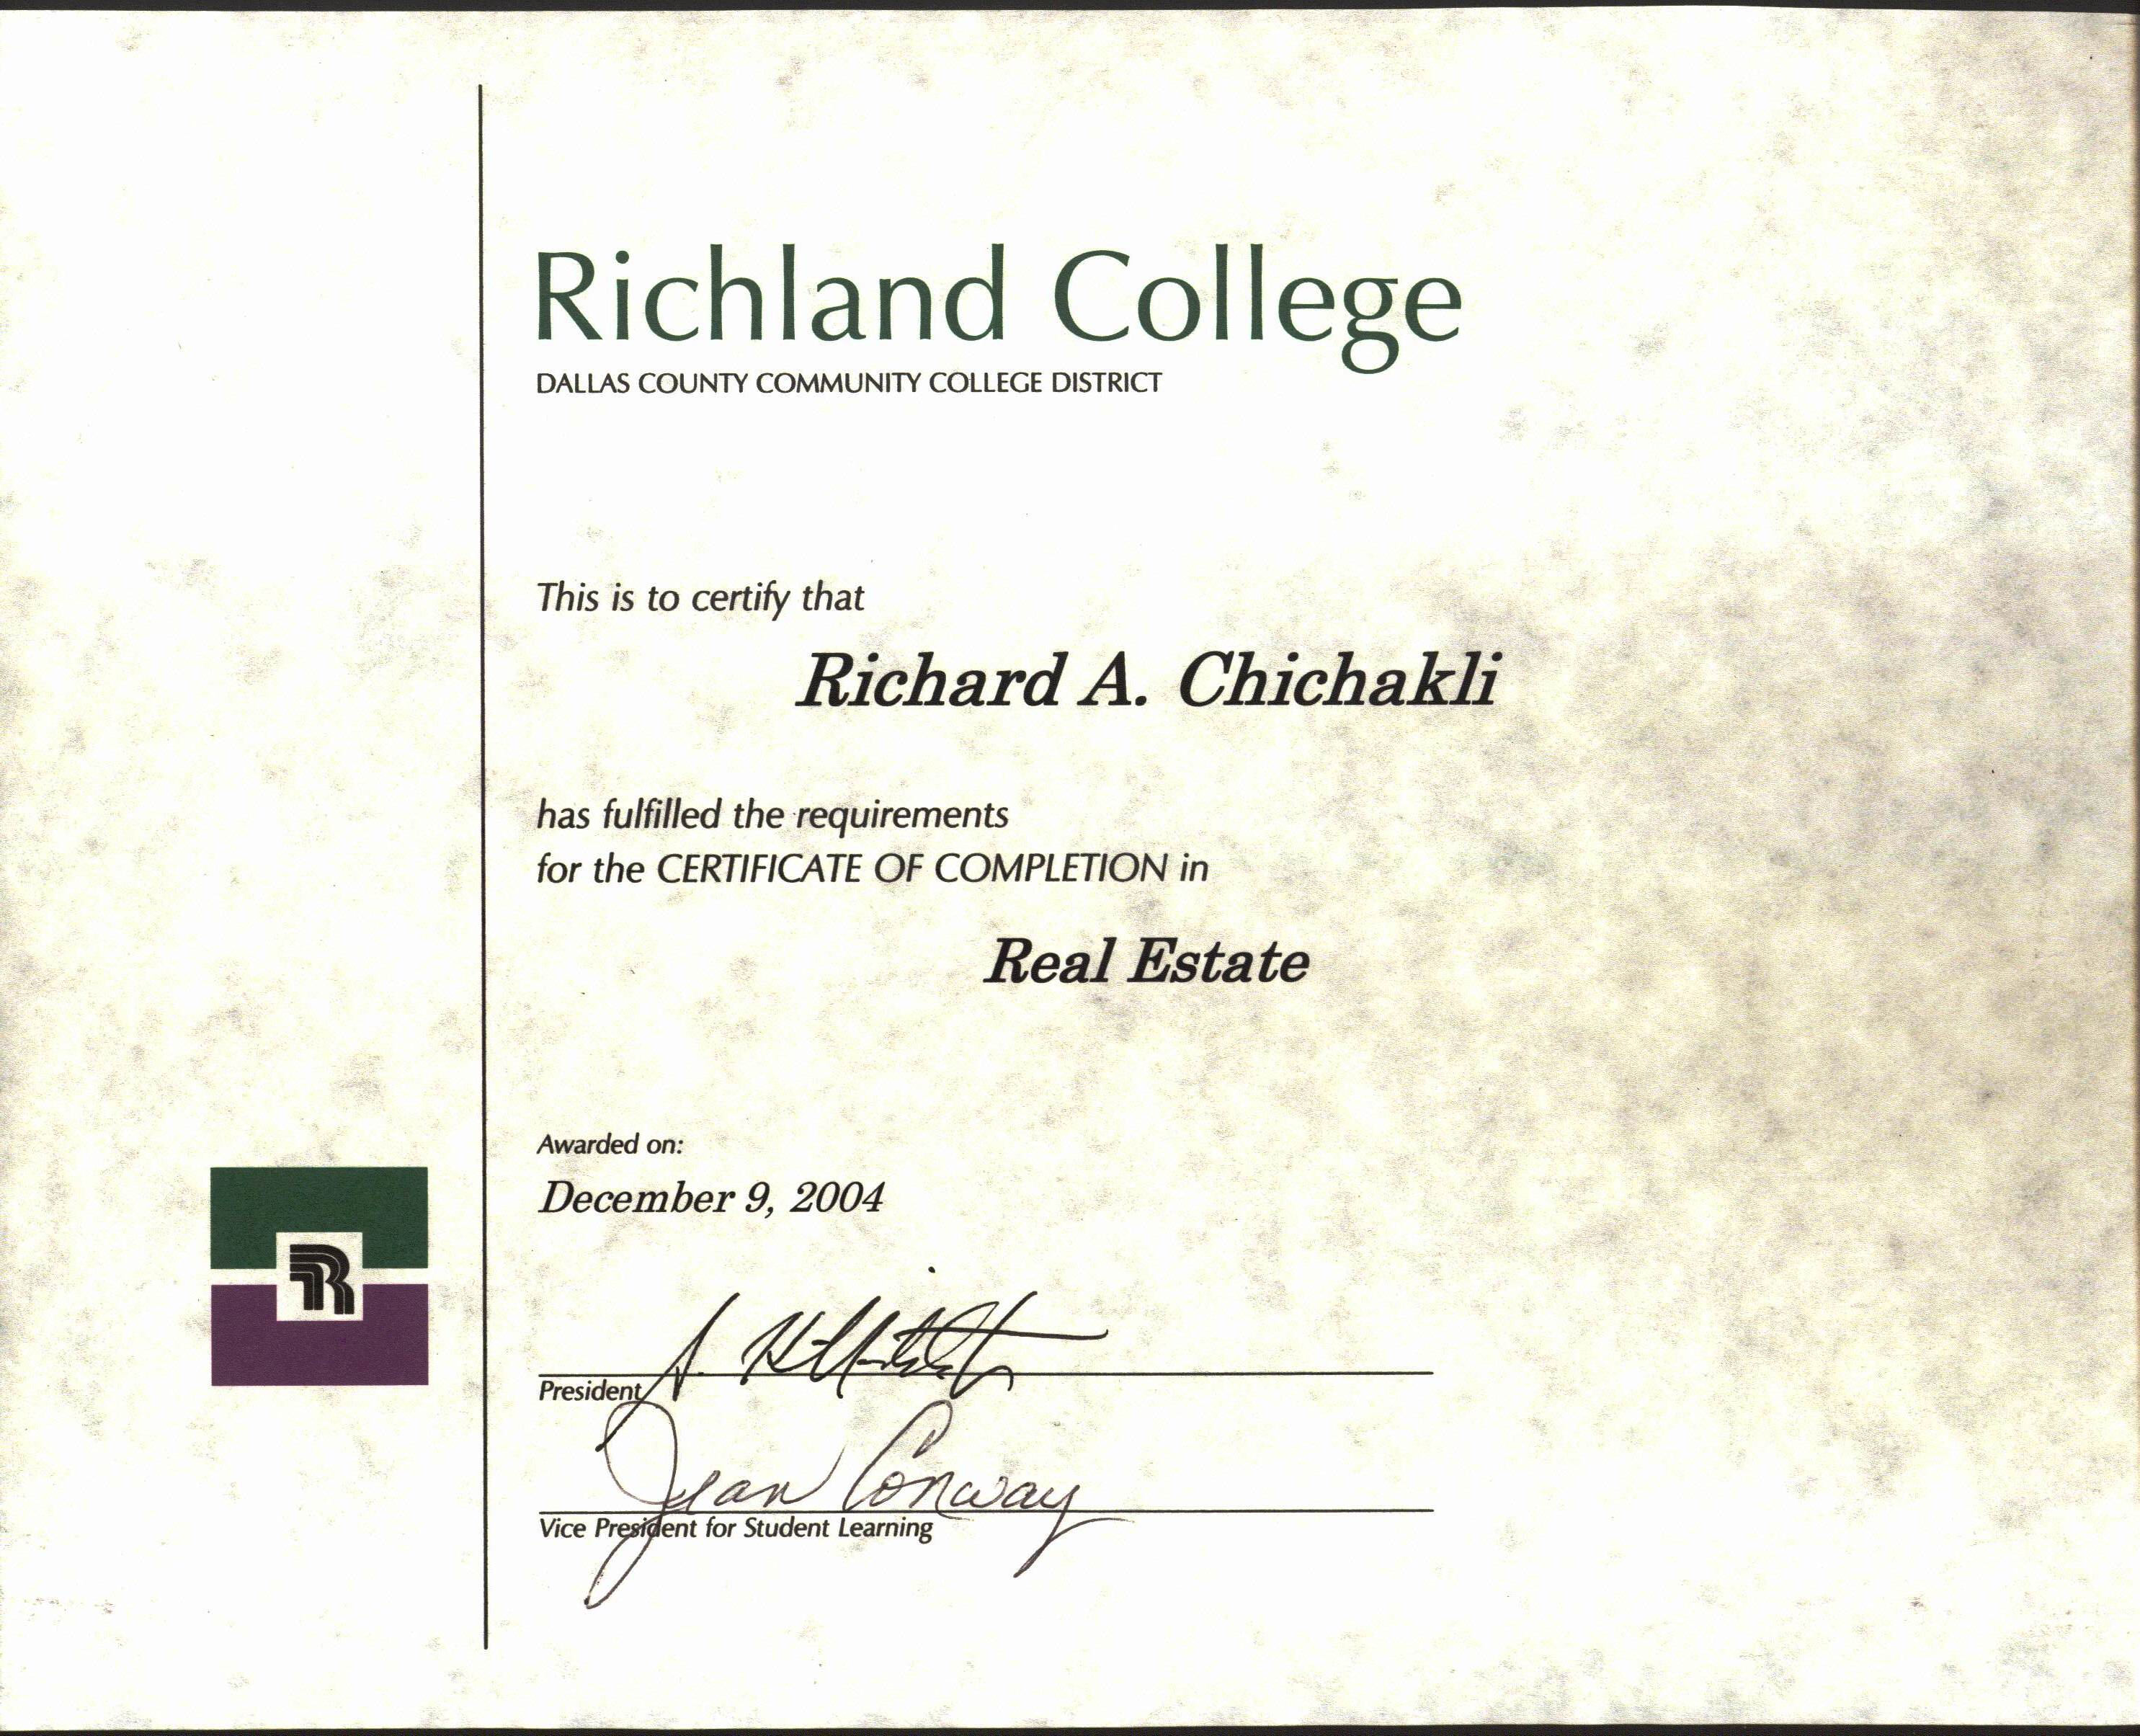 Richland College
DALLAS COUNTY COMMUNITY COLLEGE DISTRICT
This is to certify that
Richard A. Chichakli
has fulfilled the requirements
for the CERTIFICATE OF COMPLETION in
Real Estate
Awarded on:
December 9, 2004
R
President
Jean Conway
Vice President for Student Learning